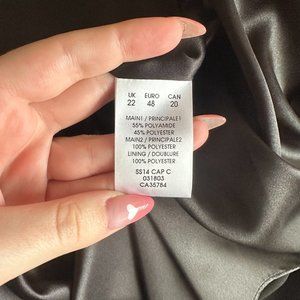 UK EURO CAN
22 48 20
MAIN1 / PRINCIPALE1
55% POLYAMIDE
45% POLYESTER
MAIN2 / PRINCIPALE2
100% POLYESTER
LINING / DOUBLURE
100% POLYESTER
SS14 CAP C
031803
CA35784